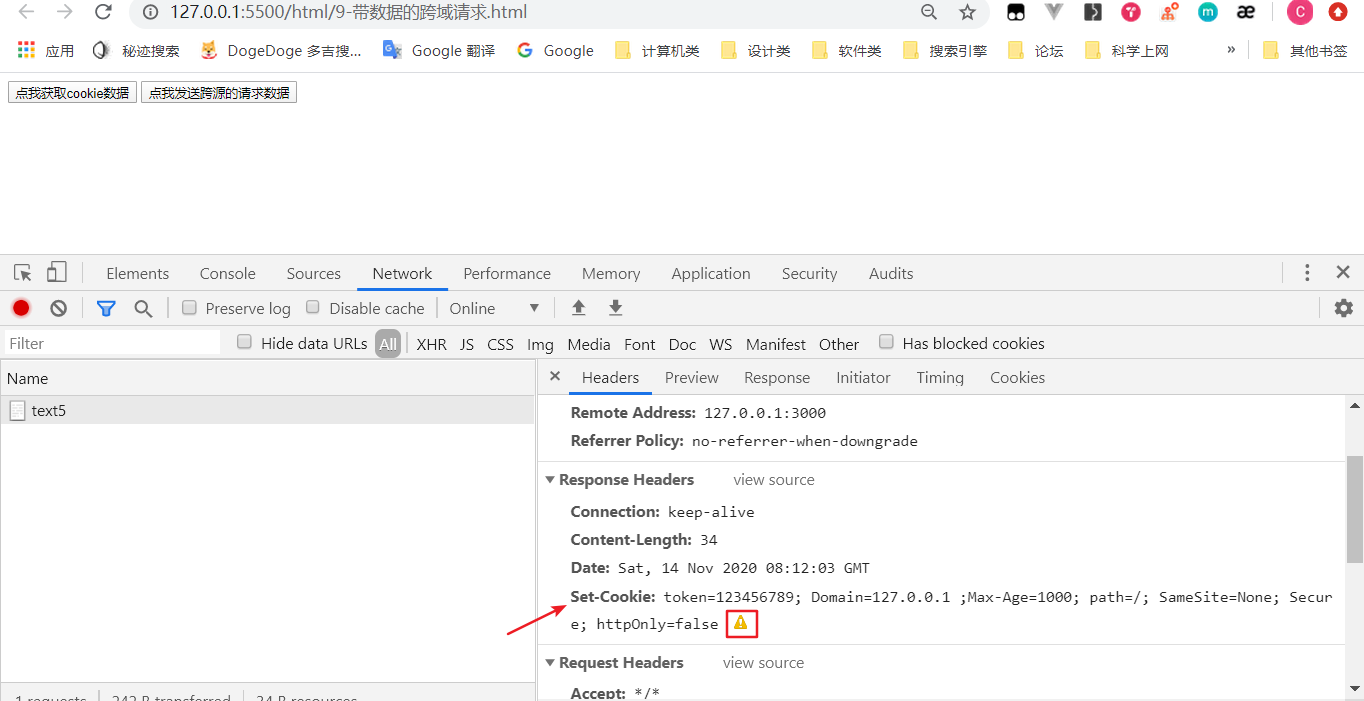 127.0.0.1:5500/html/9-带数据的跨域请求.html
应用 秘迹搜索 DogeDoge 多吉搜... Google 翻译 Google 计算机类 设计类 软件类 搜索引擎 论坛 科学上网 » 其他书签
点我获取cookie数据 点我发送跨源的请求数据
Elements Console Sources Network Performance Memory Application Security Audits
Preserve log Disable cache Online
Filter Hide data URLs All XHR JS CSS Img Media Font Doc WS Manifest Other Has blocked cookies
Name
text5
Headers Preview Response Initiator Timing Cookies
Remote Address: 127.0.0.1:3000
Referrer Policy: no-referrer-when-downgrade
Response Headers view source
Connection: keep-alive
Content-Length: 34
Date: Sat, 14 Nov 2020 08:12:03 GMT
Set-Cookie: token=123456789; Domain=127.0.0.1 ;Max-Age=1000; path=/; SameSite=None; Secur
e; httpOnly=false
Request Headers view source
Accept: */*
1 requests 242 B transferred 34 B resources